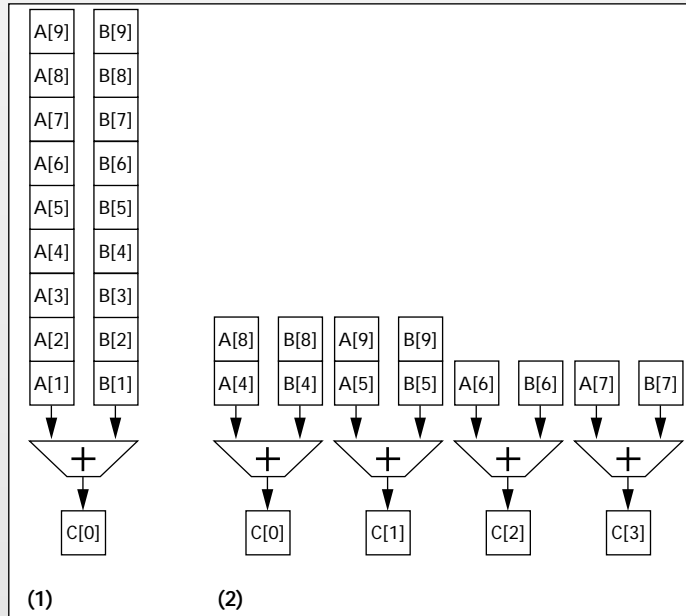 A[9] B[9]
A[8] B[8]
A[7] B[7]
A[6] B[6]
A[5] B[5]
A[4] B[4]
A[3] B[3]
A[2] B[2] A[8] B[8] A[9] B[9]
A[1] B[1] A[4] B[4] A[5] B[5] A[6] B[6] A[7] B[7]
+ + + + +
C[0] C[0] C[1] C[2] C[3]
(1) (2)